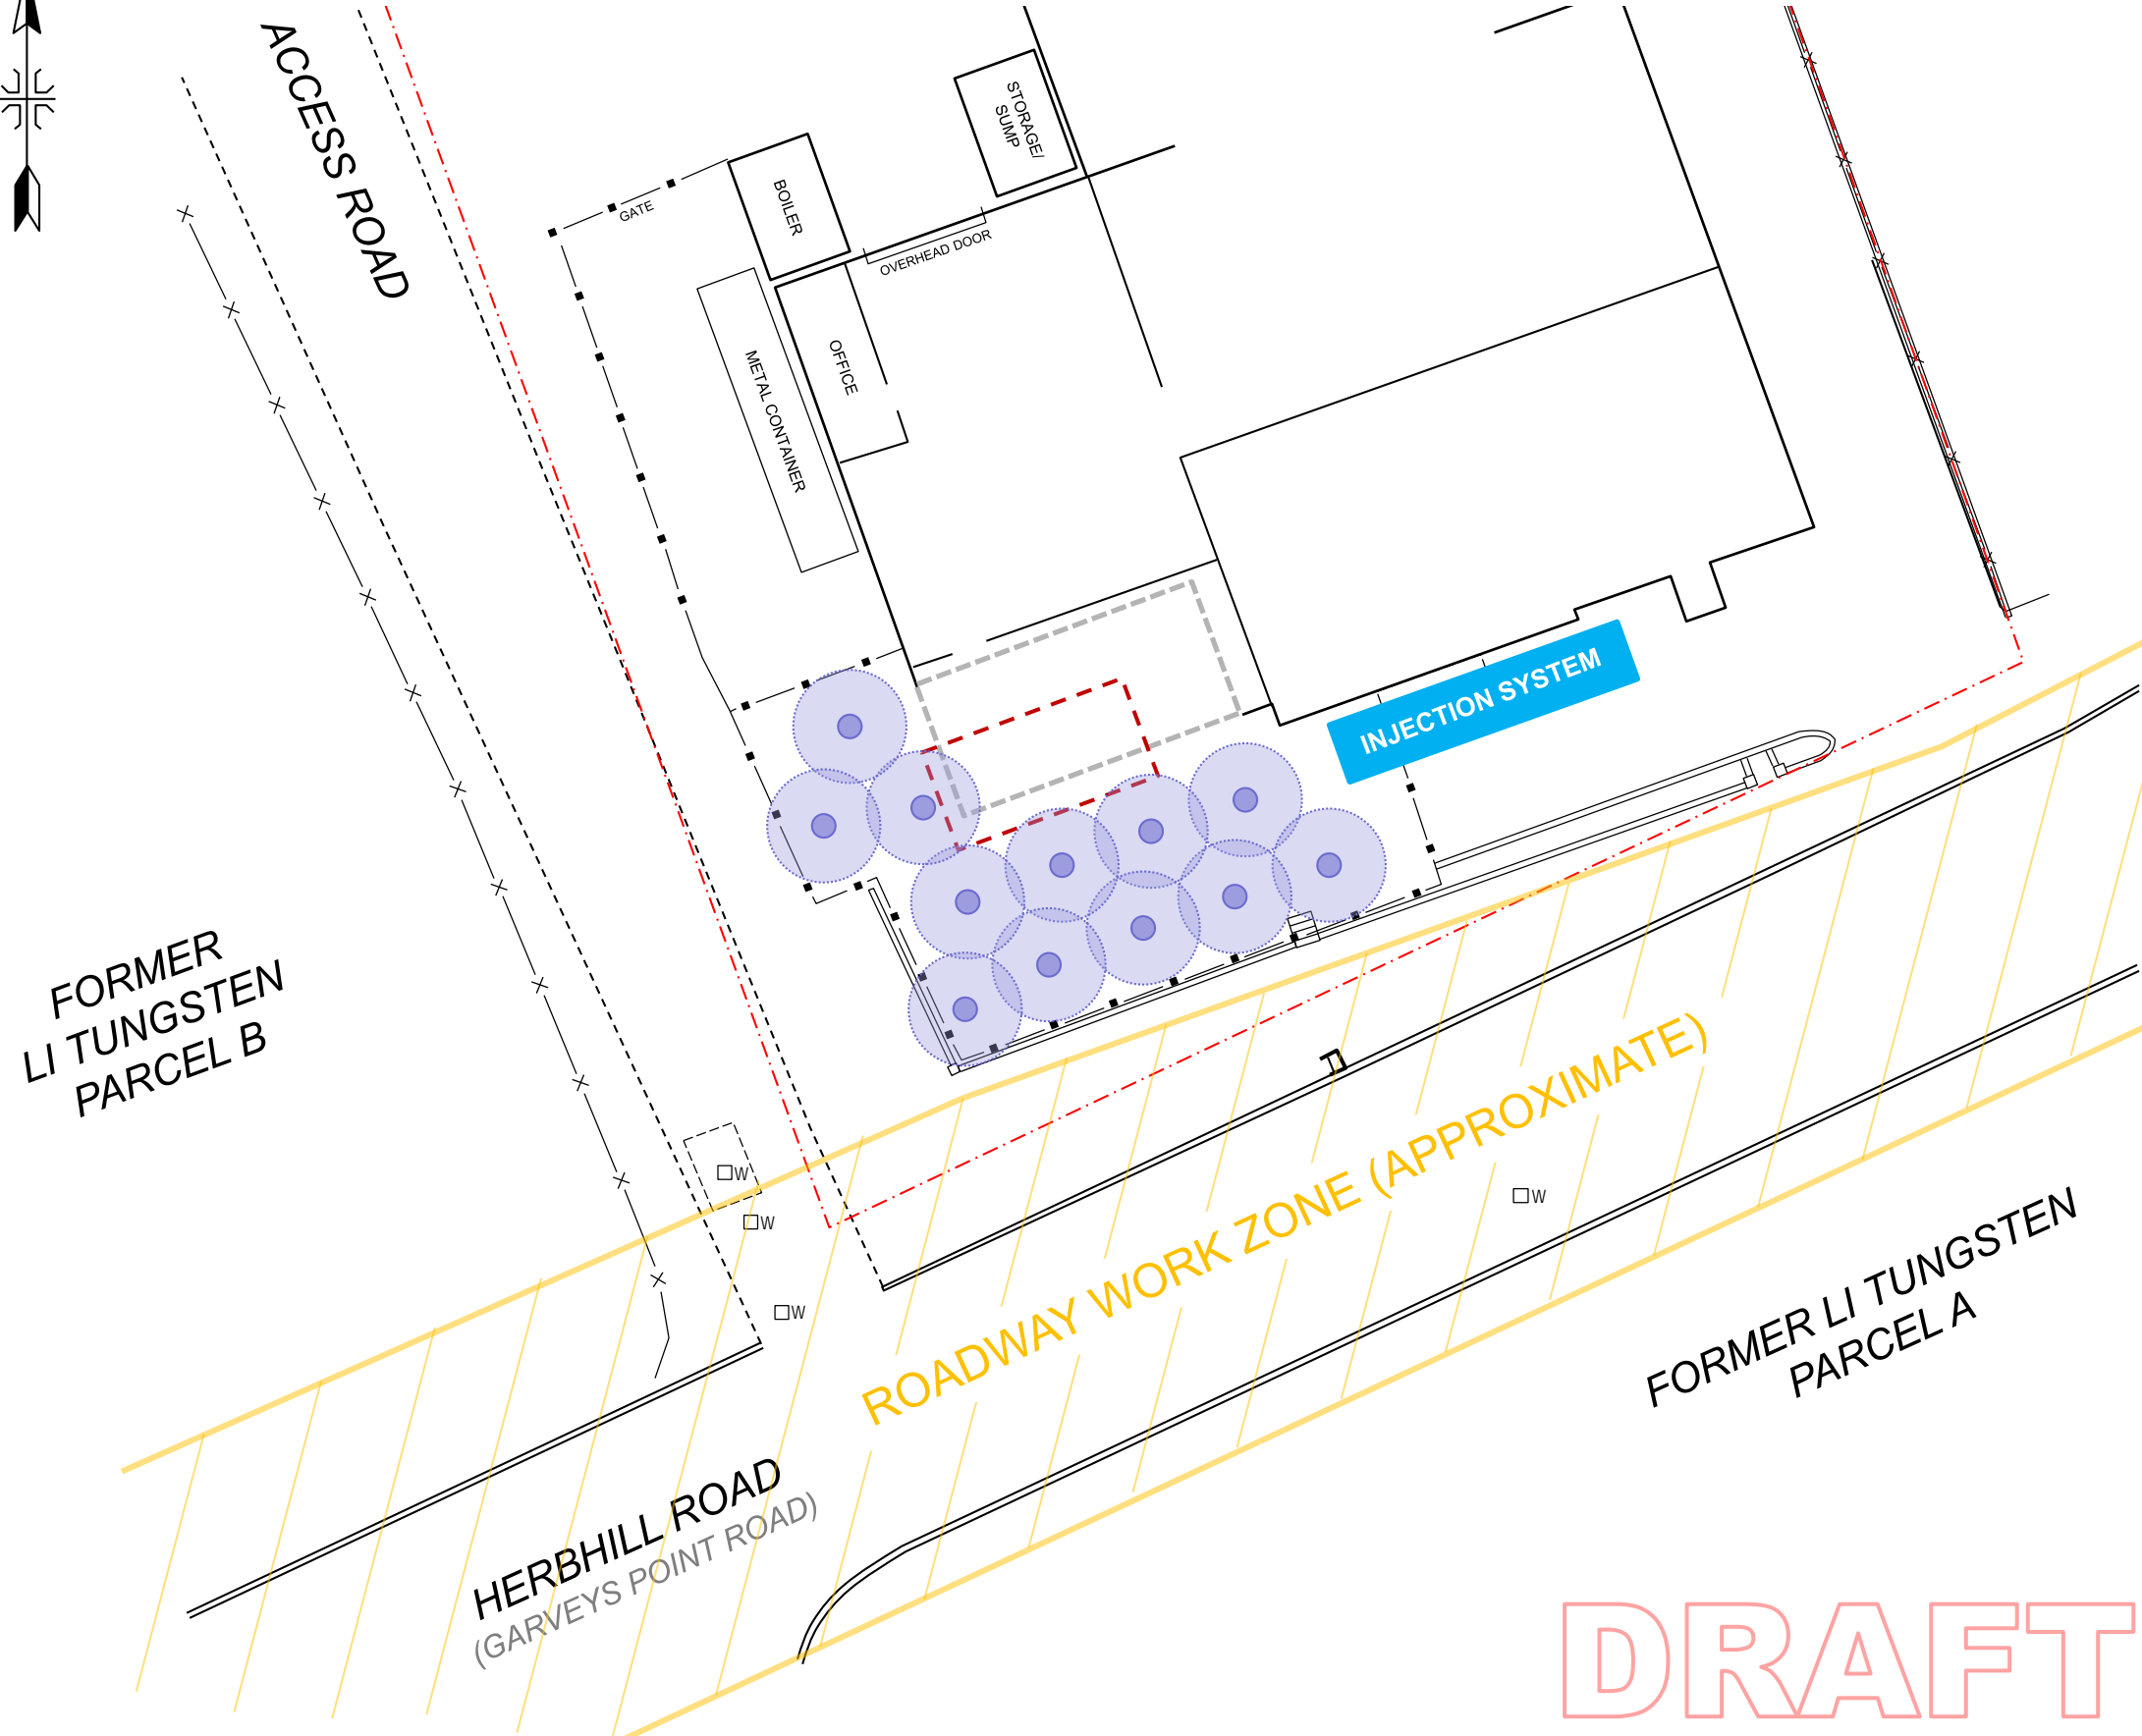 ACCESS ROAD
STORAGE/
SUMP
BOILER
GATE
OVERHEAD DOOR
OFFICE
METAL CONTAINER
INJECTION SYSTEM
FORMER
LI TUNGSTEN
PARCEL B
ROADWAY WORK ZONE (APPROXIMATE)
W
W
W
W
FORMER LI TUNGSTEN
PARCEL A
HERBHILL ROAD
(GARVEYS POINT ROAD)
DRAFT